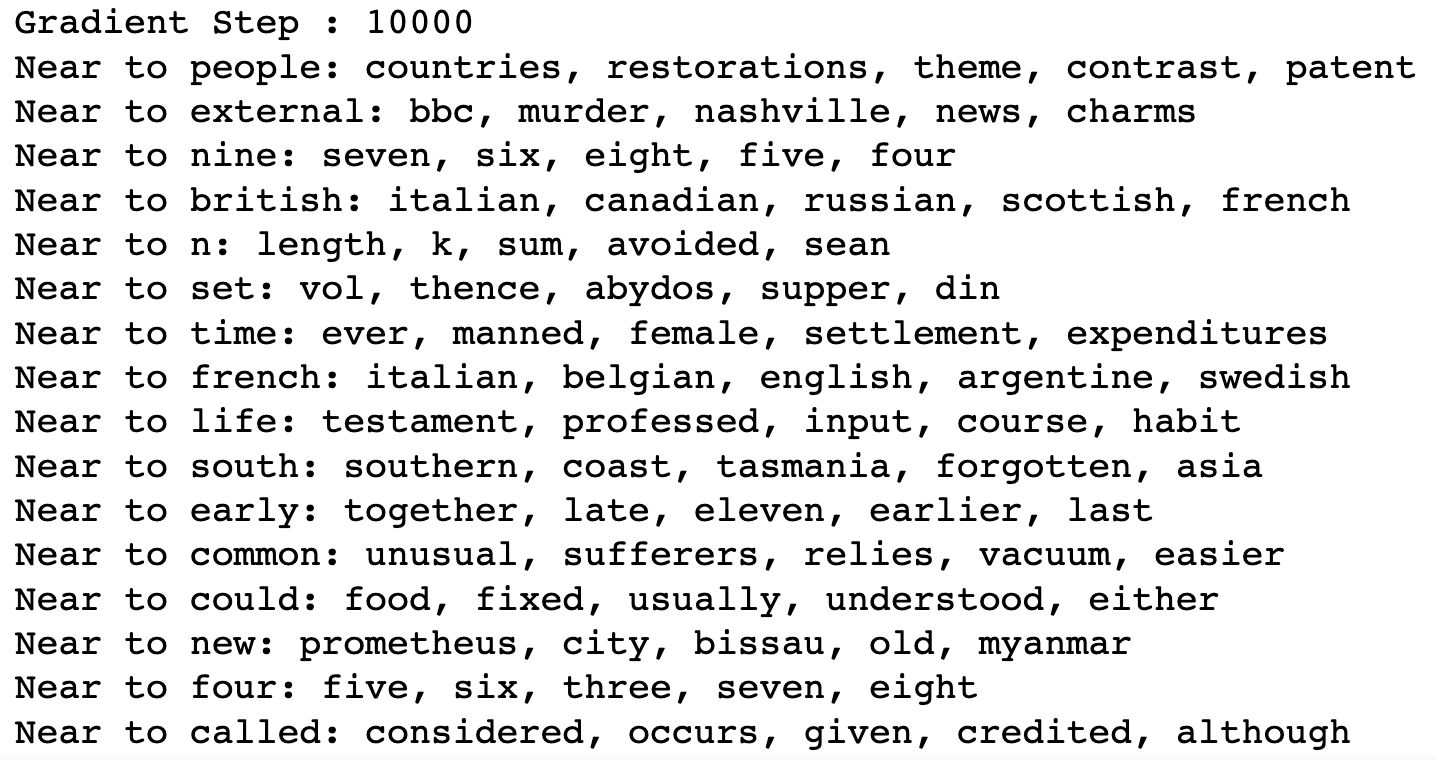 Gradient Step : 10000
Near to people: countries, restorations, theme, contrast, patent
Near to external: bbc, murder, nashville, news, charms
Near to nine: seven, six, eight, five, four
Near to british: italian, canadian, russian, scottish, french
Near to n: length, k, sum, avoided, sean
Near to set: vol, thence, abydos, supper, din
Near to time: ever, manned, female, settlement, expenditures
Near to french: italian, belgian, english, argentine, swedish
Near to life: testament, professed, input, course, habit
Near to south: southern, coast, tasmania, forgotten, asia
Near to early: together, late, eleven, earlier, last
Near to common: unusual, sufferers, relies, vacuum, easier
Near to could: food, fixed, usually, understood, either
Near to new: prometheus, city, bissau, old, myanmar
Near to four: five, six, three, seven, eight
Near to called: considered, occurs, given, credited, although